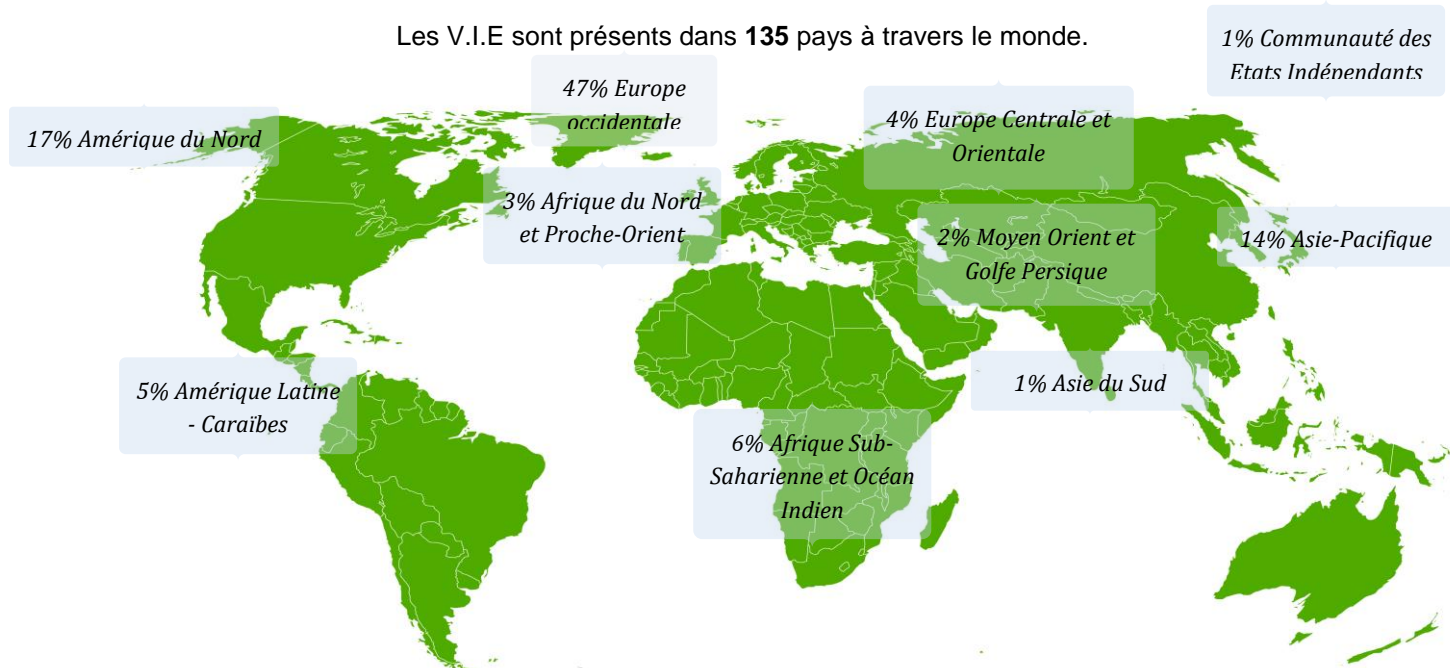 Les V.I.E sont présents dans 135 pays à travers le monde.
1% Communauté des
Etats Indépendants
47% Europe
occidentale
4% Europe Centrale et
Orientale
17% Amérique du Nord
3% Afrique du Nord
et Proche-Orient
2% Moyen Orient et
Golfe Persique
14% Asie-Pacifique
5% Amérique Latine
- Caraïbes
1% Asie du Sud
6% Afrique Sub-
Saharienne et Océan
Indien